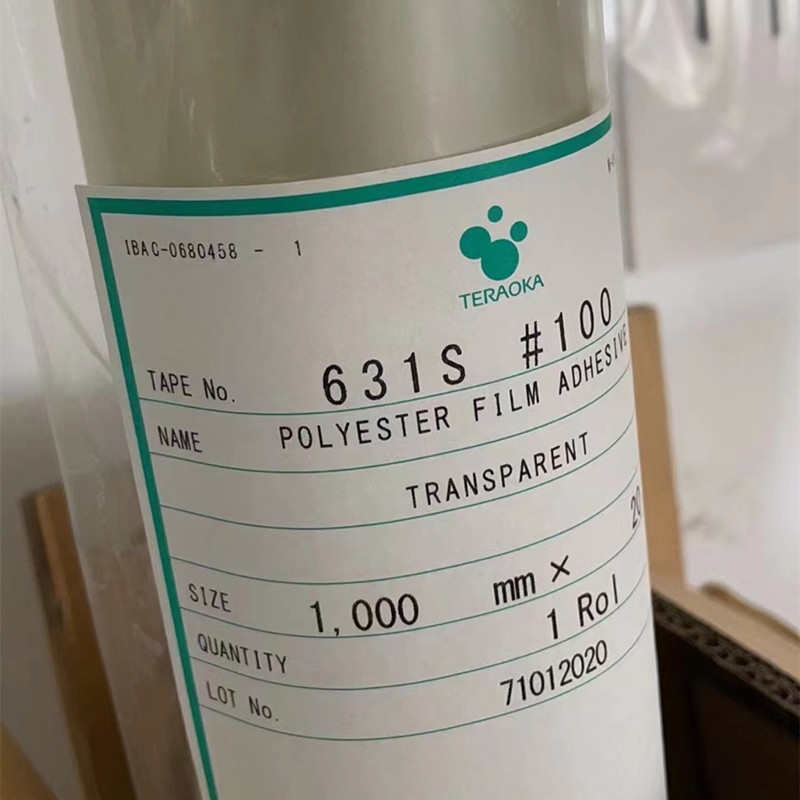 IBAC-0680458 - 1
TERAOKA
TAPE No. 631S #100
NAME POLYESTER FILM ADHESIVE
TRANSPARENT
SIZE 1,000 mm × 20
QUANTITY 1 Rol
LOT No. 71012020